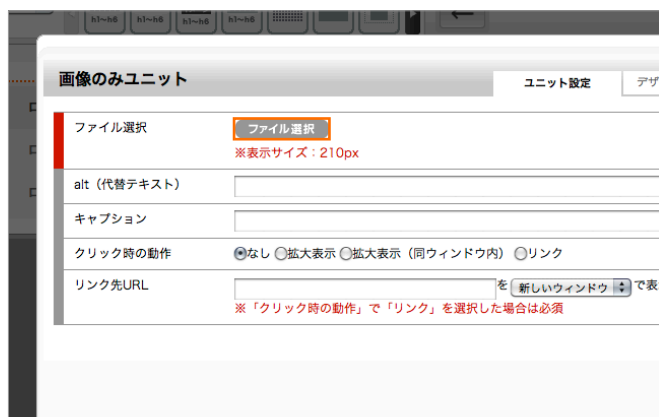 h1~h6 h1~h6 h1~h6 h1~h6
画像のみユニット
ユニット設定
デザ
ファイル選択
ファイル選択
※表示サイズ：210px
alt（代替テキスト）
キャプション
クリック時の動作
なし 拡大表示 拡大表示（同ウィンドウ内） リンク
リンク先URL
を 新しいウィンドウ で表
※「クリック時の動作」で「リンク」を選択した場合は必須